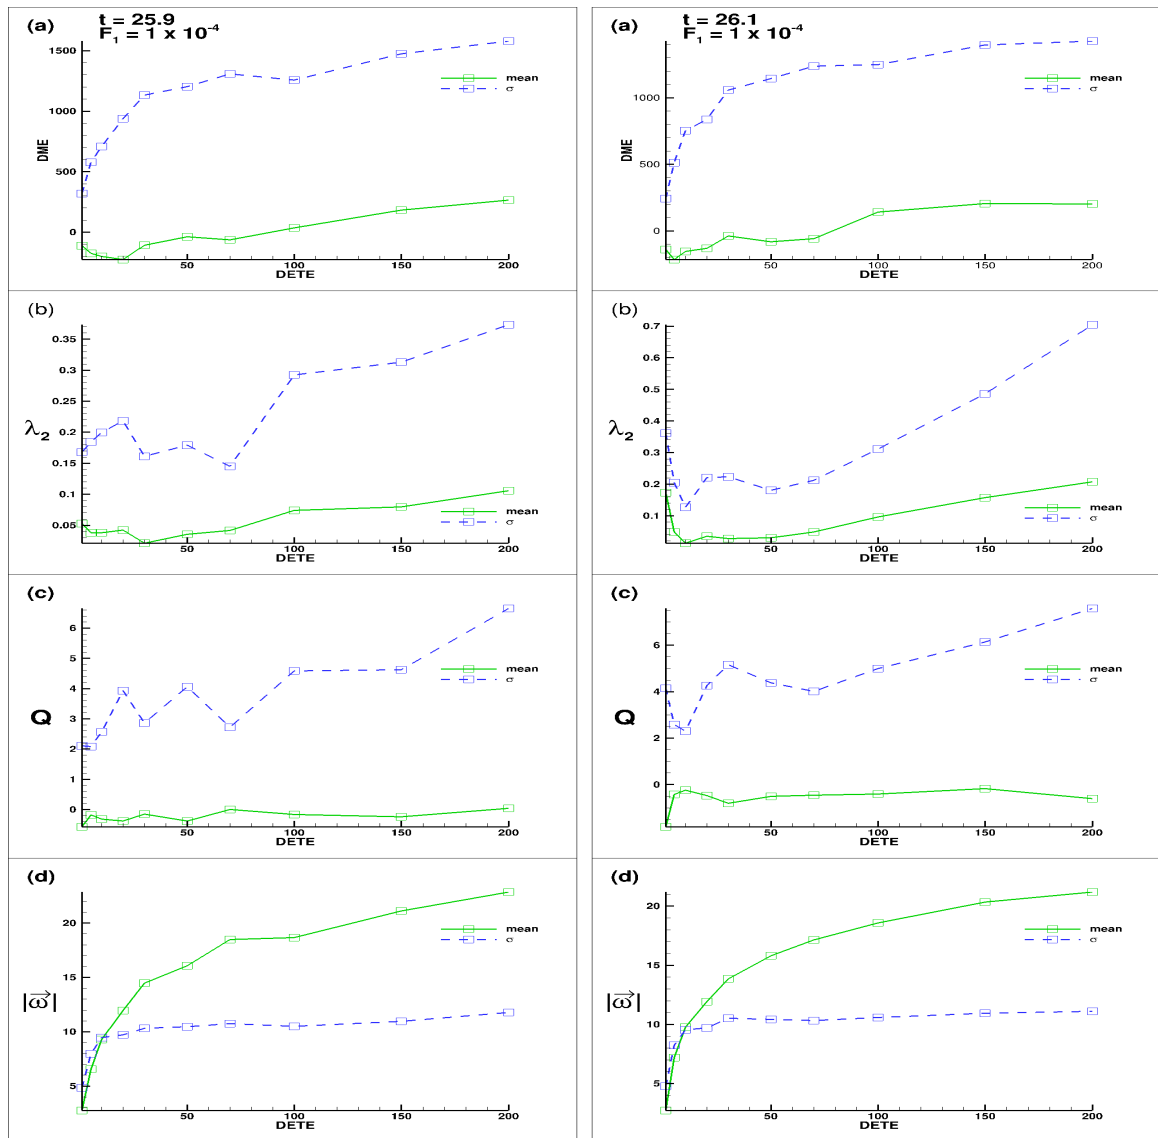 (a)
t = 25.9
F1 = 1 x 10-4
1500
1000
500
0
DME
mean
σ
50
100
150
200
DETE
(b)
0.35
0.3
0.25
0.2
0.15
0.1
0.05
λ2
mean
σ
50
100
150
200
DETE
(c)
6
5
4
3
2
1
0
Q
mean
σ
50
100
150
200
DETE
(d)
20
15
10
5
|ω→|
mean
σ
50
100
150
200
DETE
(a)
t = 26.1
F1 = 1 x 10-4
1000
500
0
DME
mean
σ
50
100
150
200
DETE
(b)
0.7
0.6
0.5
0.4
0.3
0.2
0.1
λ2
mean
σ
50
100
150
200
DETE
(c)
6
4
2
0
Q
mean
σ
50
100
150
200
DETE
(d)
20
15
10
5
|ω→|
mean
σ
50
100
150
200
DETE